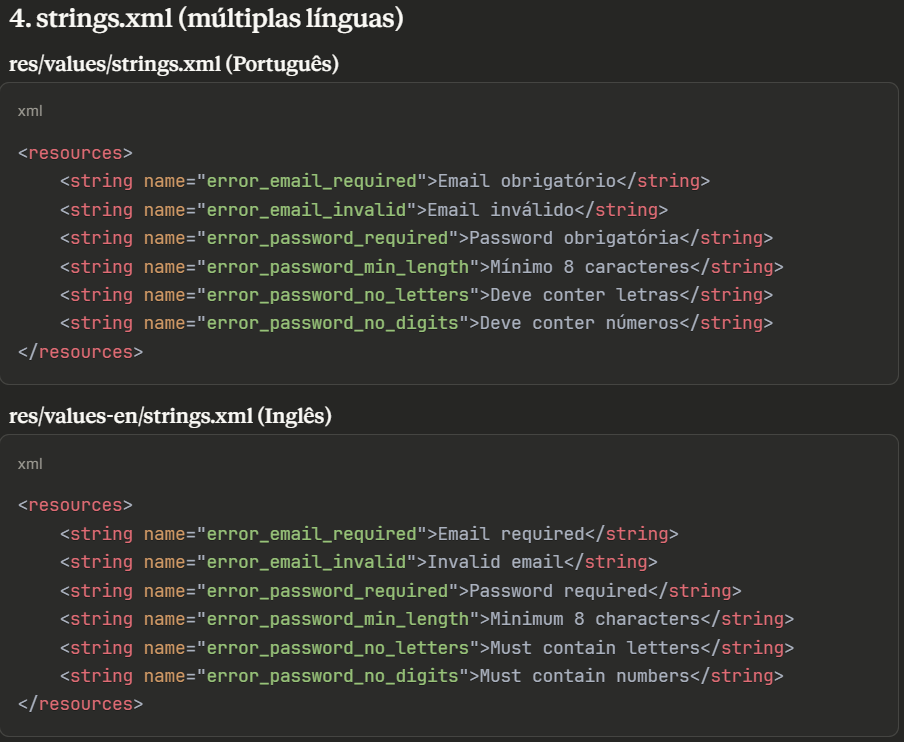 4. strings.xml (múltiplas línguas)
res/values/strings.xml (Português)
xml
<resources>
    <string name="error_email_required">Email obrigatório</string>
    <string name="error_email_invalid">Email inválido</string>
    <string name="error_password_required">Password obrigatória</string>
    <string name="error_password_min_length">Mínimo 8 caracteres</string>
    <string name="error_password_no_letters">Deve conter letras</string>
    <string name="error_password_no_digits">Deve conter números</string>
</resources>
res/values-en/strings.xml (Inglês)
xml
<resources>
    <string name="error_email_required">Email required</string>
    <string name="error_email_invalid">Invalid email</string>
    <string name="error_password_required">Password required</string>
    <string name="error_password_min_length">Minimum 8 characters</string>
    <string name="error_password_no_letters">Must contain letters</string>
    <string name="error_password_no_digits">Must contain numbers</string>
</resources>